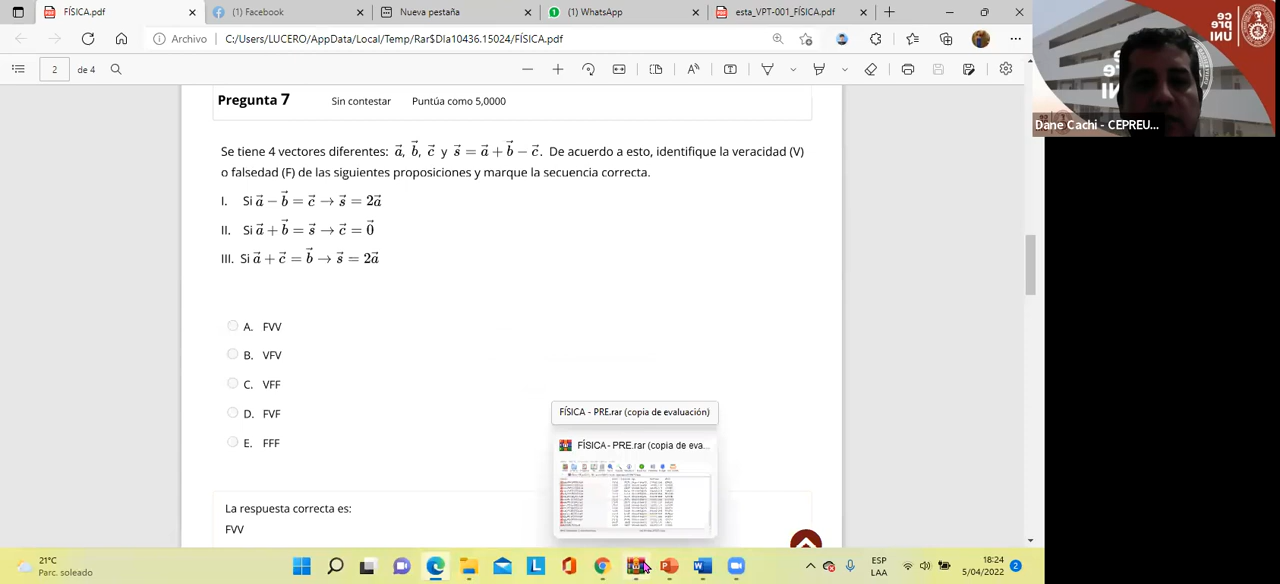 FÍSICA.pdf
(1) Facebook
Nueva pestaña
(1) WhatsApp
esta_VPT-001_FÍSICA.pdf
Archivo
C:/Users/LUCERO/AppData/Local/Temp/Rar$DIa10436.15024/FÍSICA.pdf
2
de 4
ce
pre
UNI
Dane Cachi - CEPREU...
Pregunta 7
Sin contestar
Puntúa como 5,0000
Se tiene 4 vectores diferentes: a⃗, b⃗, c⃗ y s⃗ = a⃗ + b⃗ − c⃗. De acuerdo a esto, identifique la veracidad (V)
o falsedad (F) de las siguientes proposiciones y marque la secuencia correcta.
I. Si a⃗ − b⃗ = c⃗ → s⃗ = 2a⃗
II. Si a⃗ + b⃗ = s⃗ → c⃗ = 0⃗
III. Si a⃗ + c⃗ = b⃗ → s⃗ = 2a⃗
A. FVV
B. VFV
C. VFF
D. FVF
E. FFF
FÍSICA - PRE.rar (copia de evaluación)
FÍSICA - PRE.rar (copia de eva...
La respuesta correcta es:
FVV
21°C
Parc. soleado
ESP
LAA
18:24
5/04/2022
2